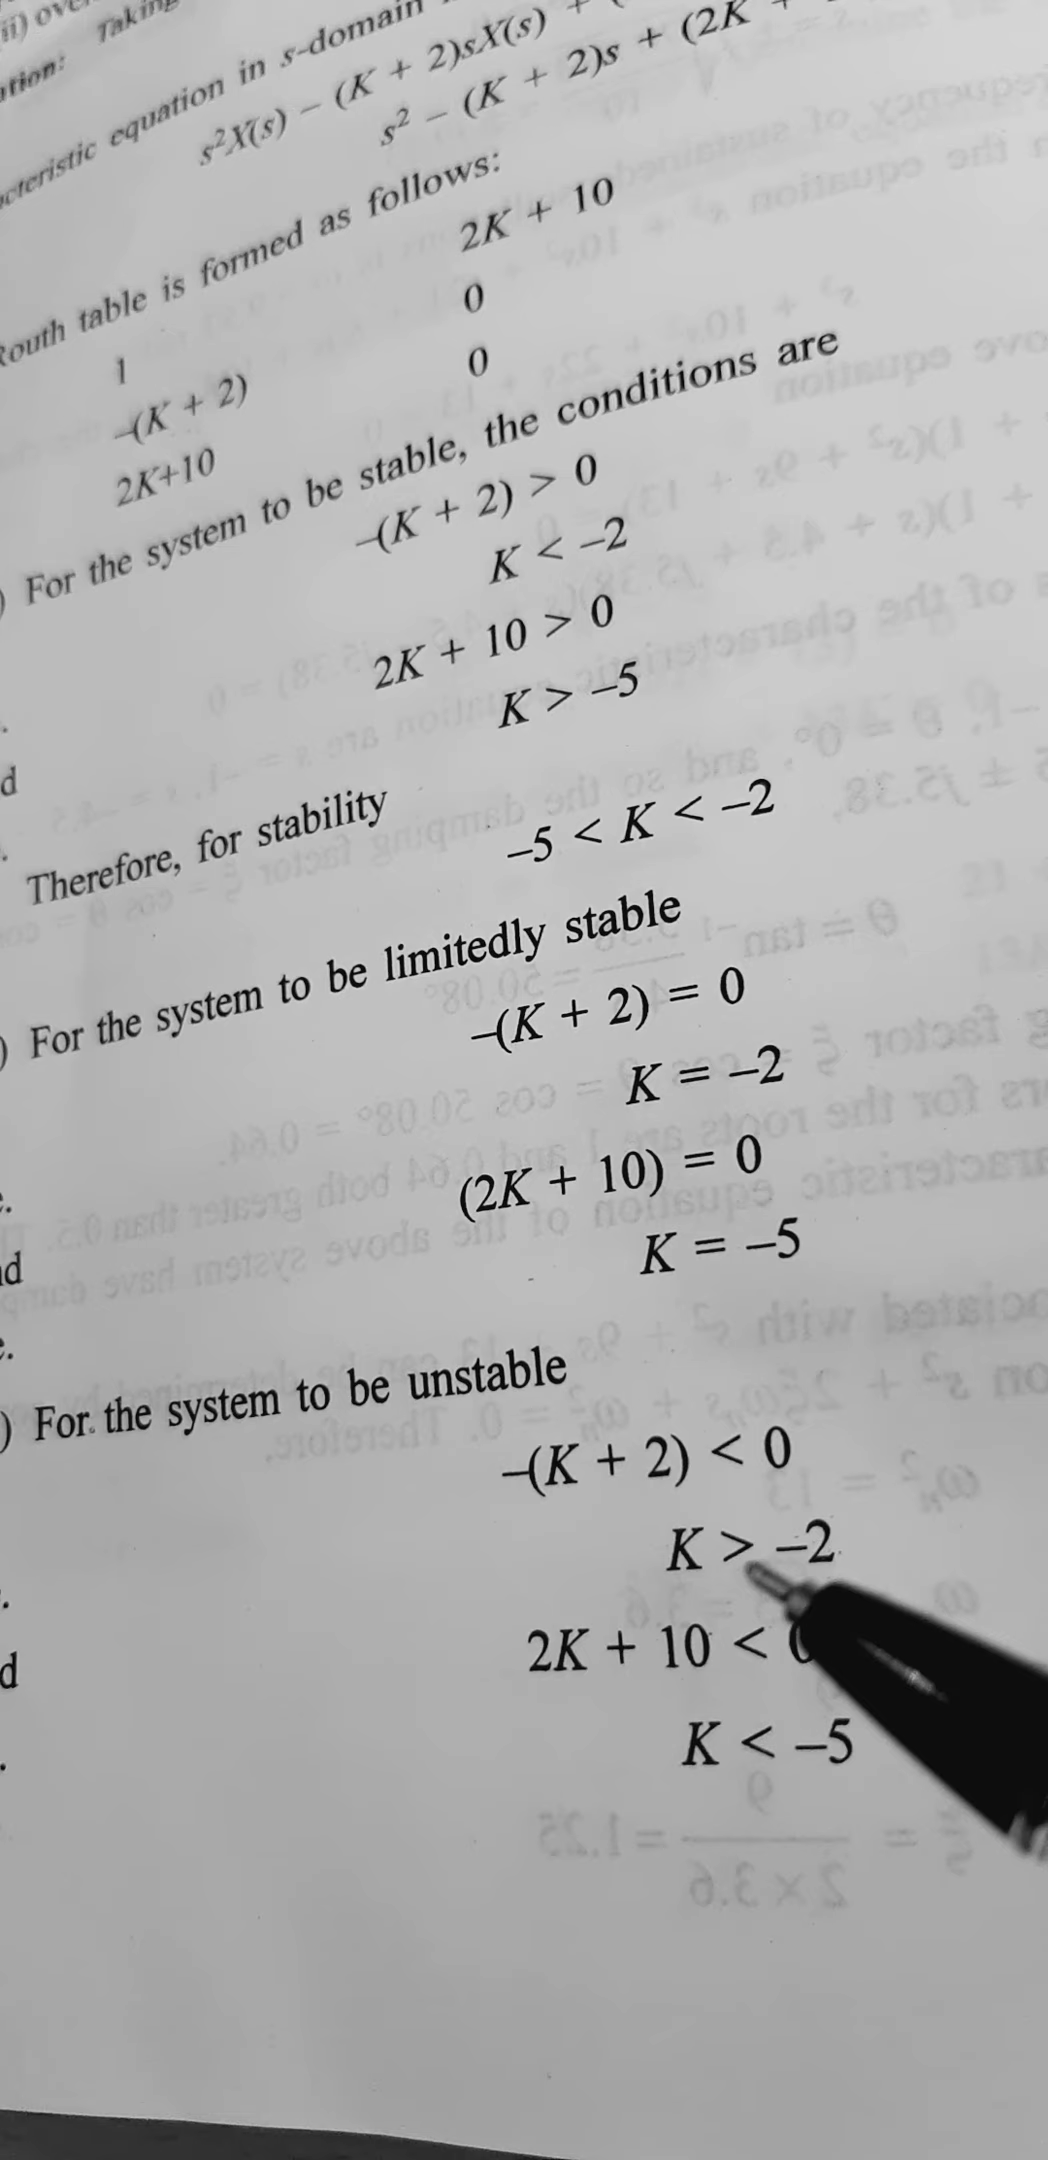 ii)
Taking
equation in s-domain
s²X(s) – (K + 2)sX(s) +
s² – (K + 2)s + (2K +
Routh table is formed as follows:
1 2K + 10
–(K + 2) 0
2K+10 0
) For the system to be stable, the conditions are
–(K + 2) > 0
K < –2
2K + 10 > 0
K > –5
d
Therefore, for stability
–5 < K < –2
) For the system to be limitedly stable
–(K + 2) = 0
K = –2
(2K + 10) = 0
K = –5
) For the system to be unstable
–(K + 2) < 0
K > –2
2K + 10 <
d
K < –5